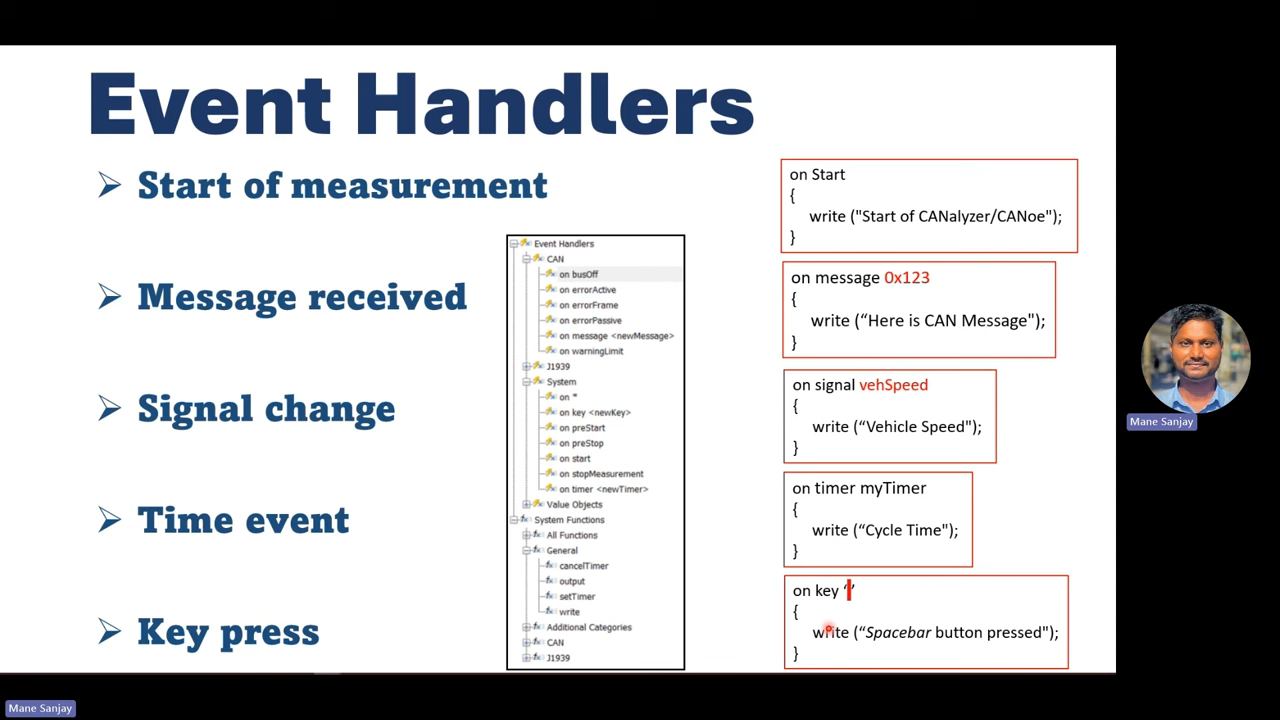 Event Handlers
➢ Start of measurement
➢ Message received
➢ Signal change
➢ Time event
➢ Key press
Event Handlers
CAN
on busOff
on errorActive
on errorFrame
on errorPassive
on message <newMessage>
on warningLimit
J1939
System
on *
on key <newKey>
on preStart
on preStop
on start
on stopMeasurement
on timer <newTimer>
Value Objects
System Functions
All Functions
General
cancelTimer
output
setTimer
write
Additional Categories
CAN
J1939
on Start
{
write ("Start of CANalyzer/CANoe");
}
on message 0x123
{
write (“Here is CAN Message");
}
on signal vehSpeed
{
write (“Vehicle Speed");
}
on timer myTimer
{
write (“Cycle Time");
}
on key ‘ ’
{
write (“Spacebar button pressed");
}
Mane Sanjay
Mane Sanjay